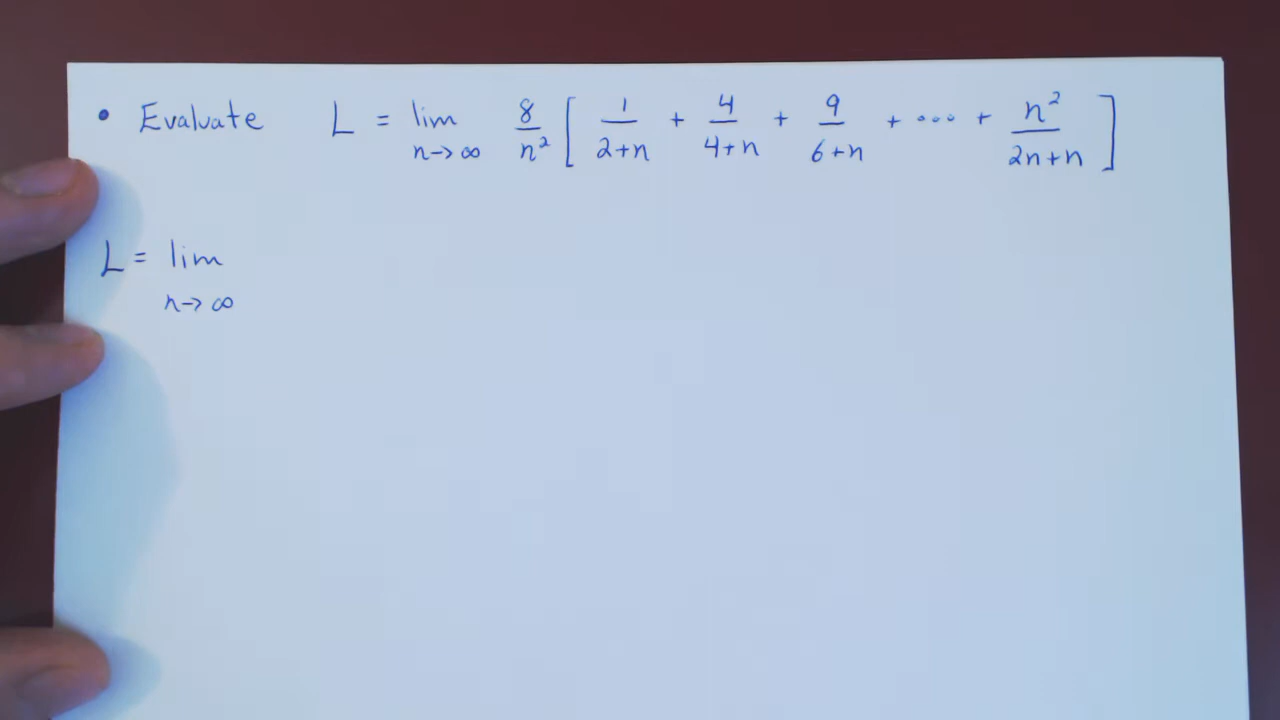 • Evaluate L = lim n→∞ 8/n² [ 1/(2+n) + 4/(4+n) + 9/(6+n) + ··· + n²/(2n+n) ]
L = lim n→∞